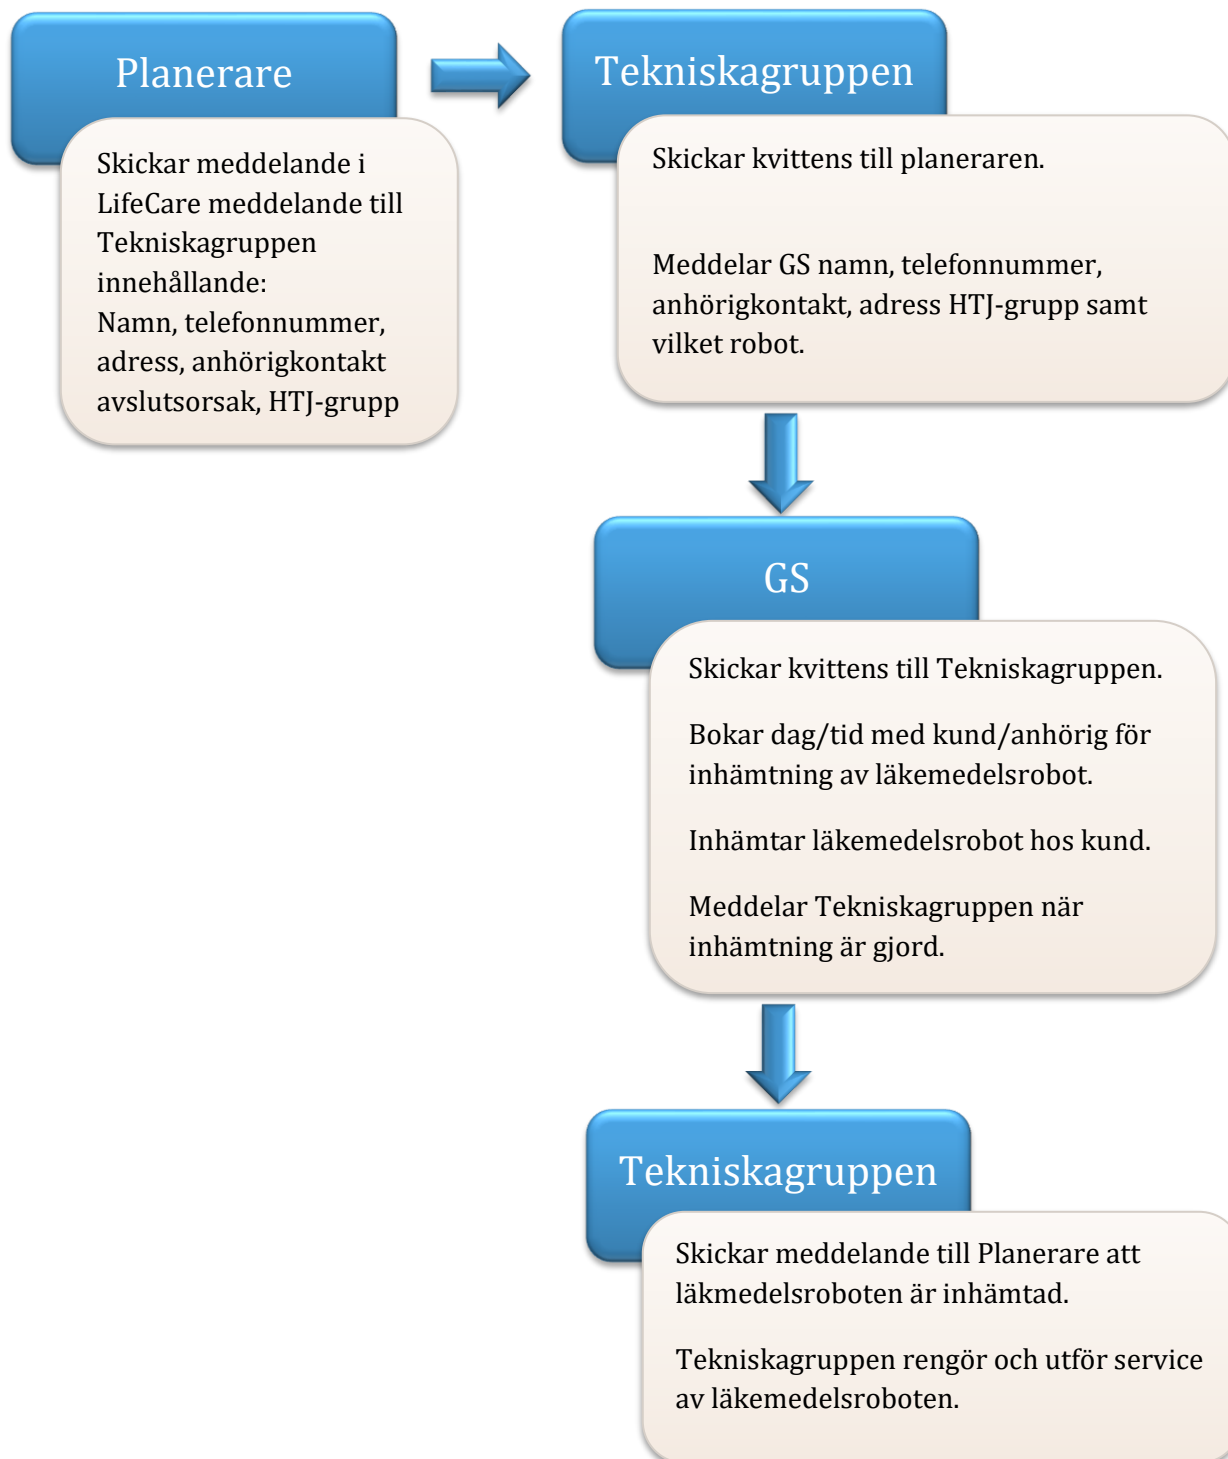 Planerare
Skickar meddelande i
LifeCare meddelande till
Tekniskagruppen
innehållande:
Namn, telefonnummer,
adress, anhörigkontakt
avslutsorsak, HTJ-grupp
Tekniskagruppen
Skickar kvittens till planeraren.
Meddelar GS namn, telefonnummer,
anhörigkontakt, adress HTJ-grupp samt
vilket robot.
GS
Skickar kvittens till Tekniskagruppen.
Bokar dag/tid med kund/anhörig för
inhämtning av läkemedelsrobot.
Inhämtar läkemedelsrobot hos kund.
Meddelar Tekniskagruppen när
inhämtning är gjord.
Tekniskagruppen
Skickar meddelande till Planerare att
läkmedelsroboten är inhämtad.
Tekniskagruppen rengör och utför service
av läkemedelsroboten.